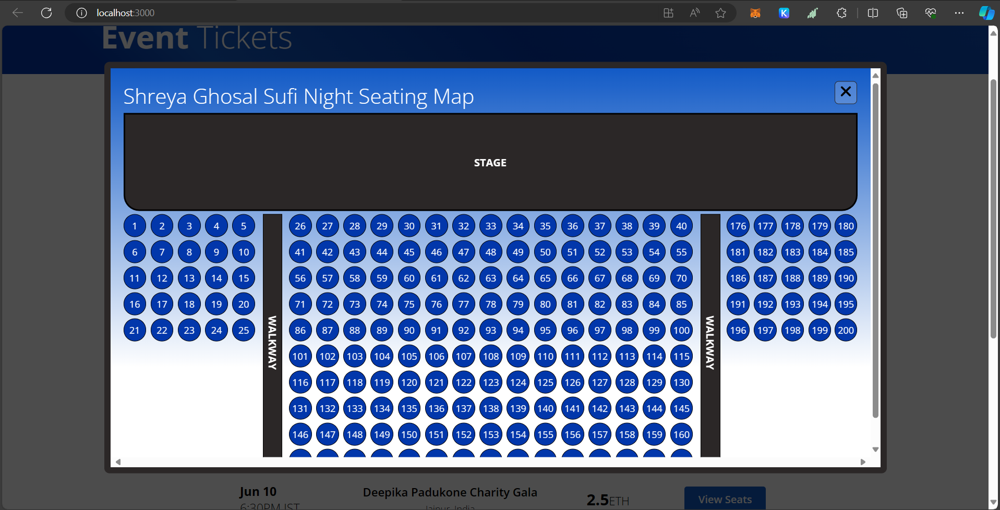 localhost:3000
Event Tickets
Shreya Ghosal Sufi Night Seating Map
STAGE
1 2 3 4 5 26 27 28 29 30 31 32 33 34 35 36 37 38 39 40 176 177 178 179 180
6 7 8 9 10 41 42 43 44 45 46 47 48 49 50 51 52 53 54 55 181 182 183 184 185
11 12 13 14 15 56 57 58 59 60 61 62 63 64 65 66 67 68 69 70 186 187 188 189 190
16 17 18 19 20 71 72 73 74 75 76 77 78 79 80 81 82 83 84 85 191 192 193 194 195
21 22 23 24 25 86 87 88 89 90 91 92 93 94 95 96 97 98 99 100 196 197 198 199 200
WALKWAY
WALKWAY
101 102 103 104 105 106 107 108 109 110 111 112 113 114 115
116 117 118 119 120 121 122 123 124 125 126 127 128 129 130
131 132 133 134 135 136 137 138 139 140 141 142 143 144 145
146 147 148 149 150 151 152 153 154 155 156 157 158 159 160
Jun 10 Deepika Padukone Charity Gala 2.5ETH View Seats
6:30PM IST Jaipur, India